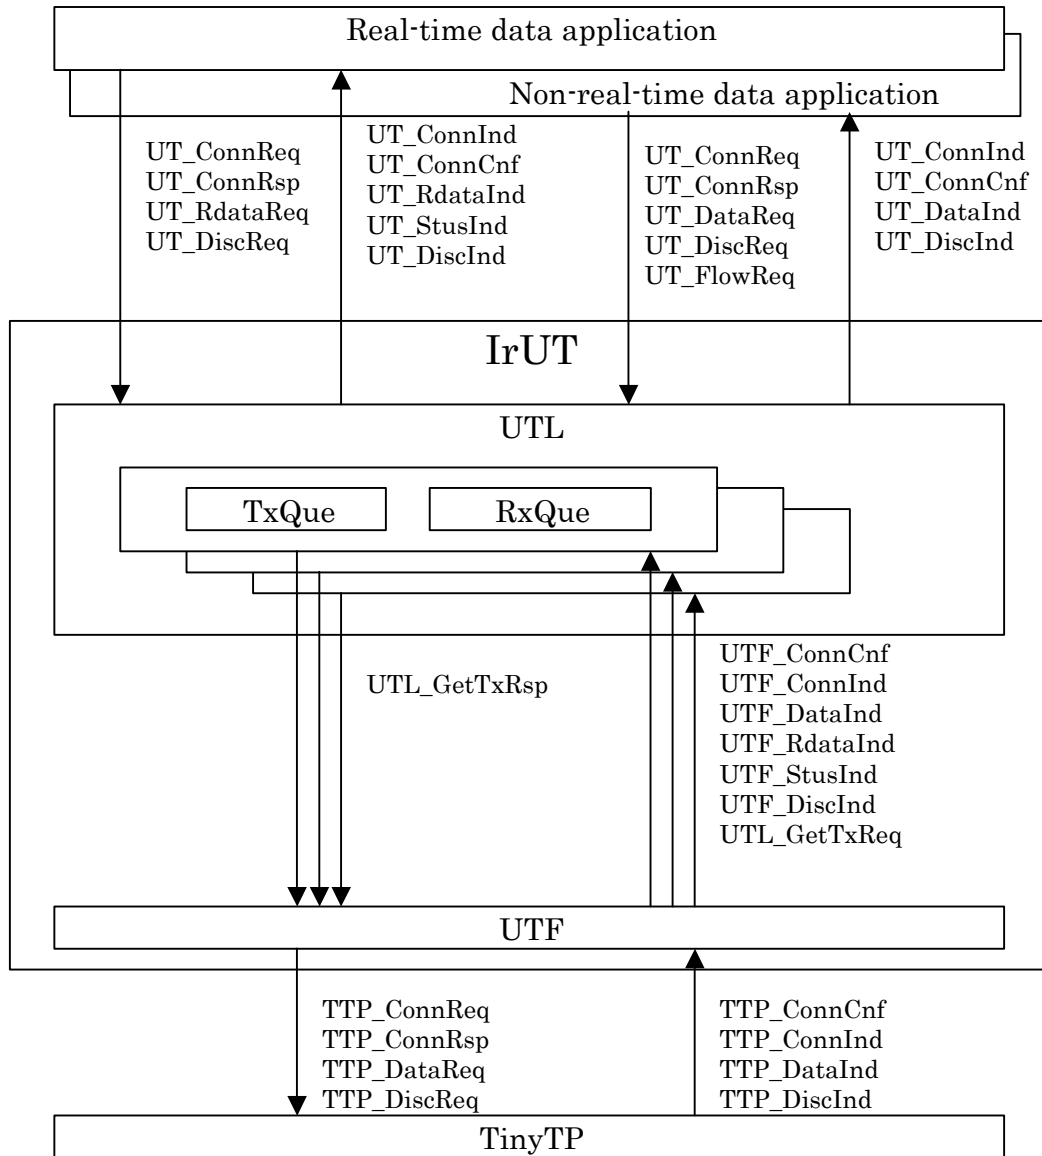 Real-time data application
Non-real-time data application
UT_ConnReq
UT_ConnRsp
UT_RdataReq
UT_DiscReq
UT_ConnInd
UT_ConnCnf
UT_RdataInd
UT_StusInd
UT_DiscInd
UT_ConnReq
UT_ConnRsp
UT_DataReq
UT_DiscReq
UT_FlowReq
UT_ConnInd
UT_ConnCnf
UT_DataInd
UT_DiscInd
IrUT
UTL
TxQue
RxQue
UTL_GetTxRsp
UTF_ConnCnf
UTF_ConnInd
UTF_DataInd
UTF_RdataInd
UTF_StusInd
UTF_DiscInd
UTL_GetTxReq
UTF
TTP_ConnReq
TTP_ConnRsp
TTP_DataReq
TTP_DiscReq
TTP_ConnCnf
TTP_ConnInd
TTP_DataInd
TTP_DiscInd
TinyTP